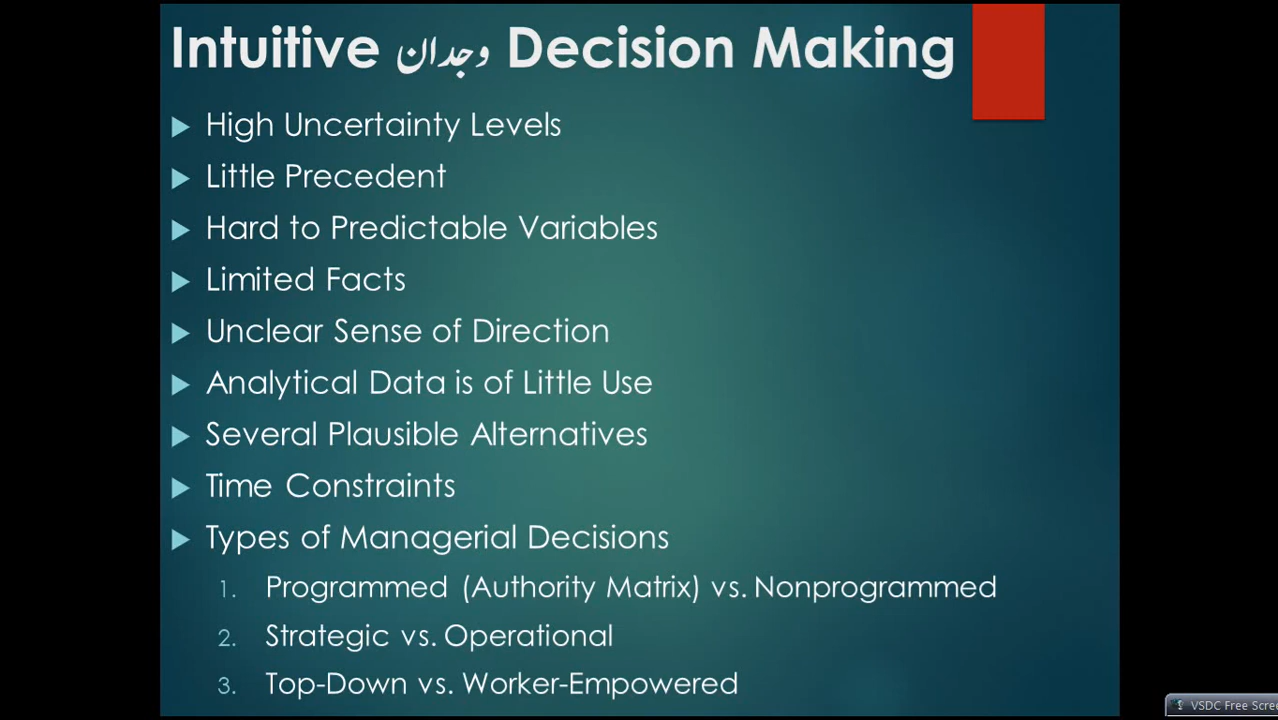 Intuitive وجدان Decision Making
High Uncertainty Levels
Little Precedent
Hard to Predictable Variables
Limited Facts
Unclear Sense of Direction
Analytical Data is of Little Use
Several Plausible Alternatives
Time Constraints
Types of Managerial Decisions
1. Programmed (Authority Matrix) vs. Nonprogrammed
2. Strategic vs. Operational
3. Top-Down vs. Worker-Empowered
VSDC Free Scre